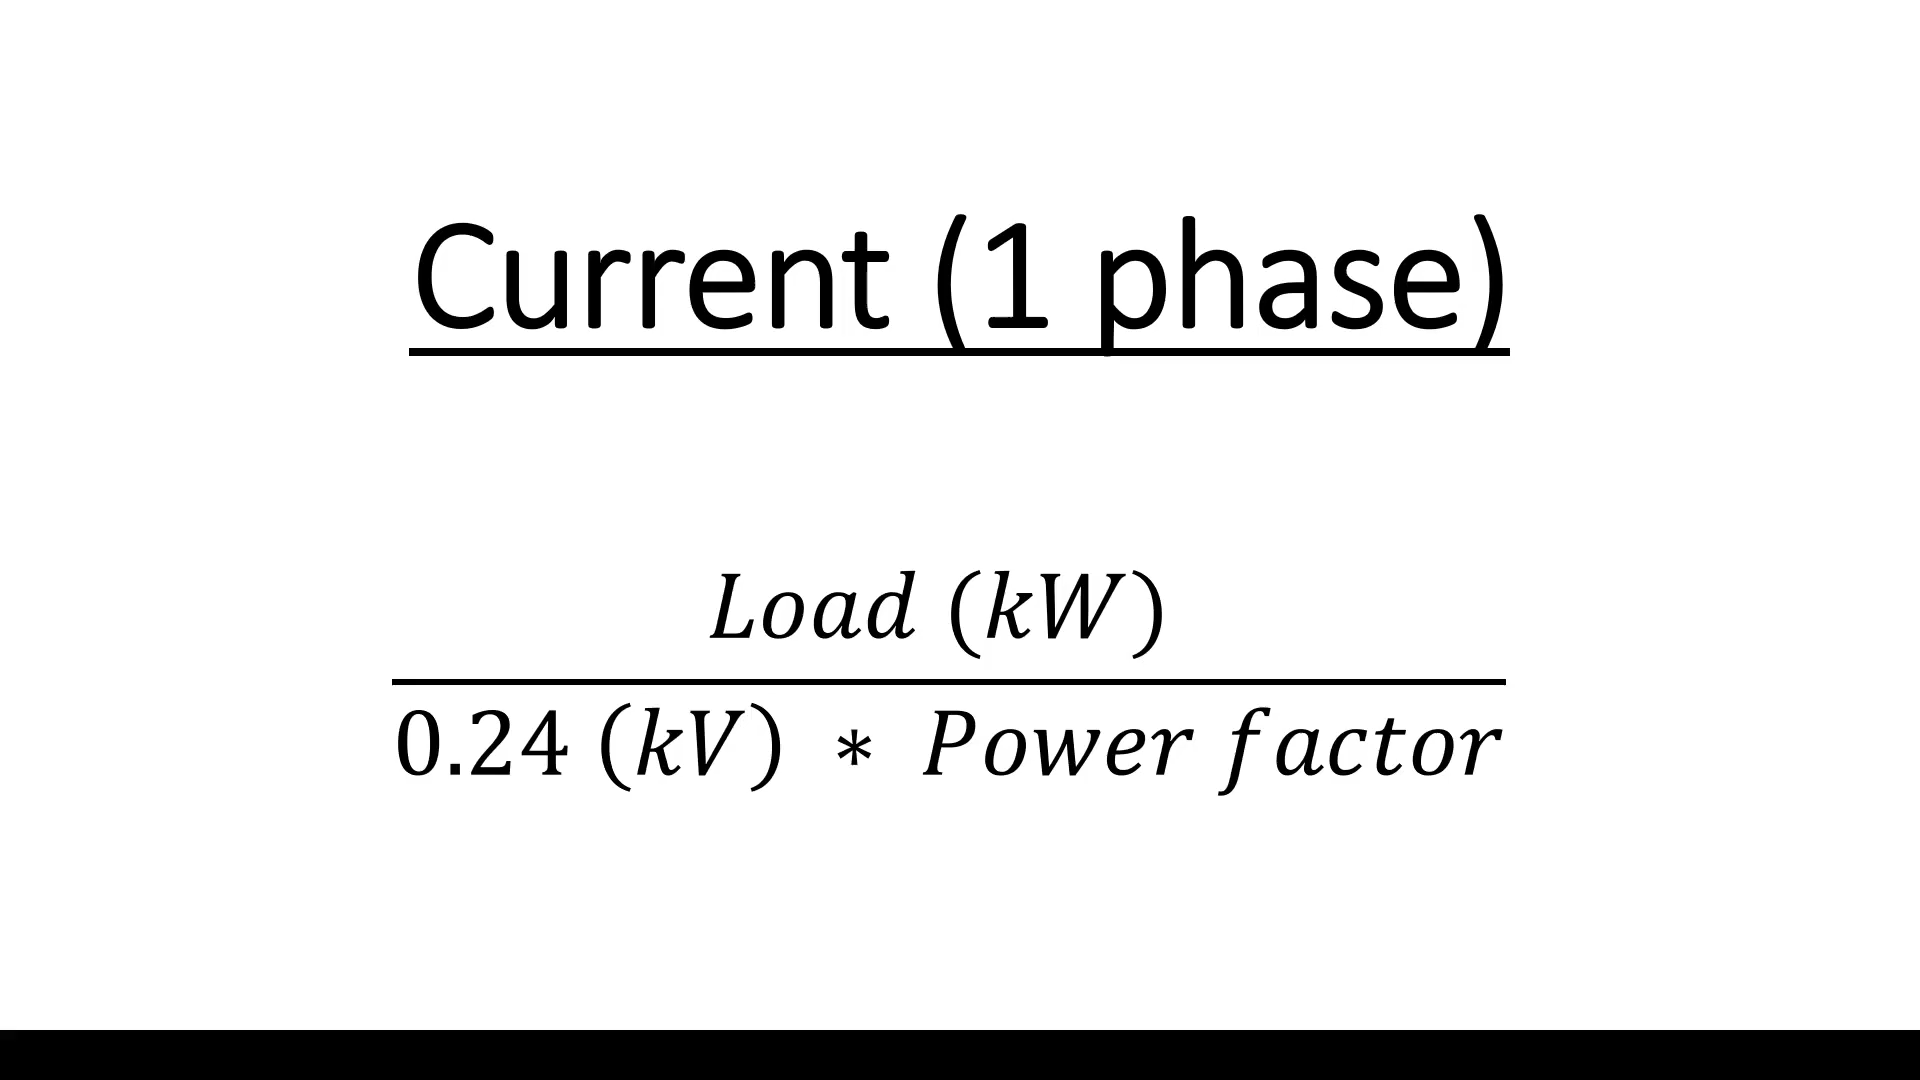 Current (1 phase)
Load (kW)
0.24 (kV) ∗ Power factor